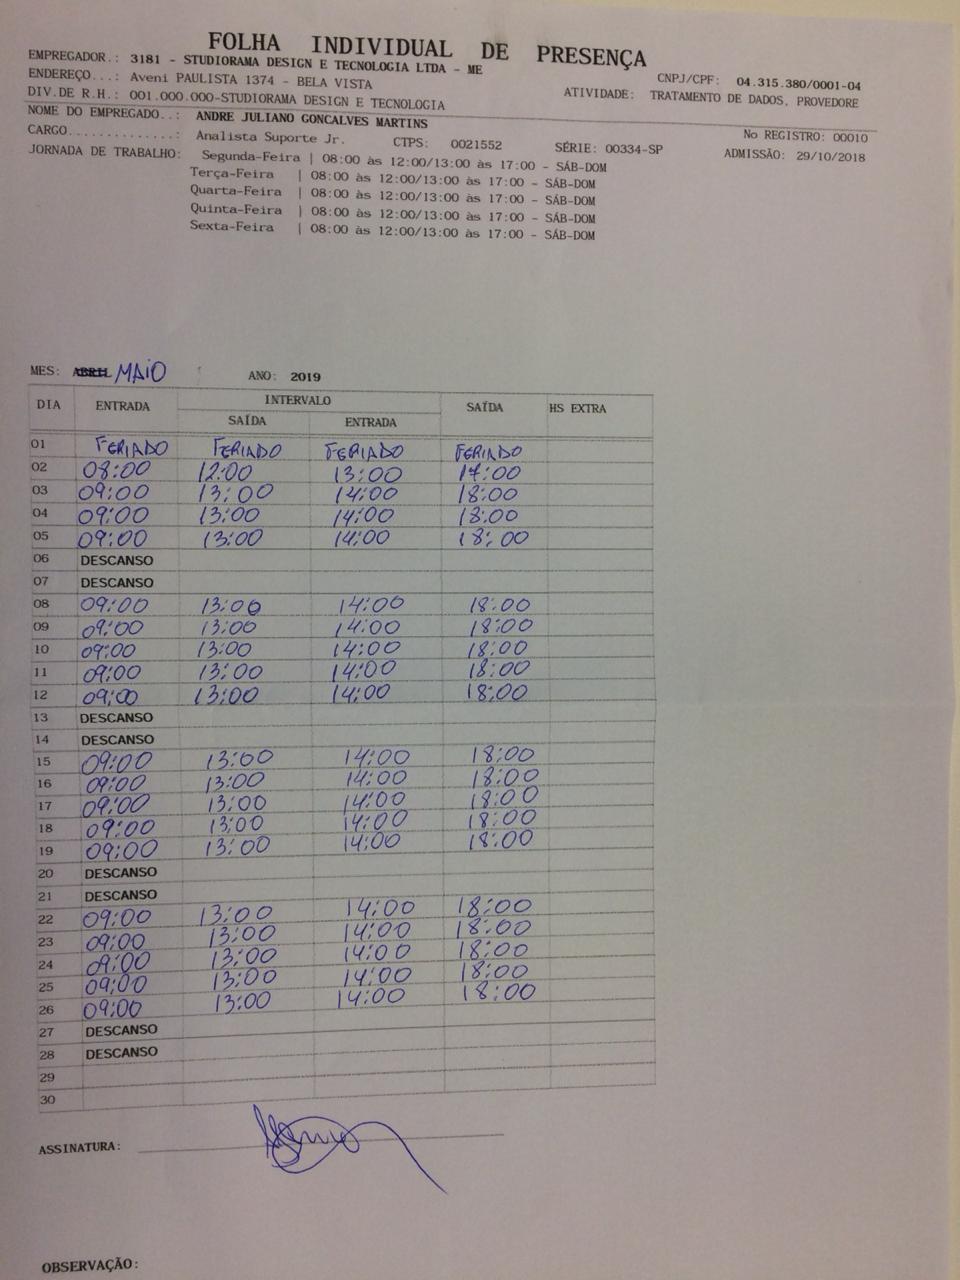 FOLHA INDIVIDUAL DE PRESENÇA
EMPREGADOR.: 3181 - STUDIORAMA DESIGN E TECNOLOGIA LTDA - ME
CNPJ/CPF: 04.315.380/0001-04
ENDEREÇO...: Aveni PAULISTA 1374 - BELA VISTA
ATIVIDADE: TRATAMENTO DE DADOS, PROVEDORE
DIV.DE R.H.: 001.000.000-STUDIORAMA DESIGN E TECNOLOGIA
NOME DO EMPREGADO..: ANDRE JULIANO GONCALVES MARTINS
No REGISTRO: 00010
CARGO.............: Analista Suporte Jr. CTPS: 0021552 SÉRIE: 00334-SP ADMISSÃO: 29/10/2018
JORNADA DE TRABALHO: Segunda-Feira | 08:00 às 12:00/13:00 às 17:00 - SÁB-DOM
Terça-Feira | 08:00 às 12:00/13:00 às 17:00 - SÁB-DOM
Quarta-Feira | 08:00 às 12:00/13:00 às 17:00 - SÁB-DOM
Quinta-Feira | 08:00 às 12:00/13:00 às 17:00 - SÁB-DOM
Sexta-Feira | 08:00 às 12:00/13:00 às 17:00 - SÁB-DOM
MES: ABRIL MAIO ANO: 2019
DIA ENTRADA INTERVALO SAÍDA HS EXTRA
SAÍDA ENTRADA
01 FERIADO FERIADO FERIADO FERIADO
02 08:00 12:00 13:00 17:00
03 09:00 13:00 14:00 18:00
04 09:00 13:00 14:00 18:00
05 09:00 13:00 14:00 18:00
06 DESCANSO
07 DESCANSO
08 09:00 13:00 14:00 18:00
09 09:00 13:00 14:00 18:00
10 09:00 13:00 14:00 18:00
11 09:00 13:00 14:00 18:00
12 09:00 13:00 14:00 18:00
13 DESCANSO
14 DESCANSO
15 09:00 13:00 14:00 18:00
16 09:00 13:00 14:00 18:00
17 09:00 13:00 14:00 18:00
18 09:00 13:00 14:00 18:00
19 09:00 13:00 14:00 18:00
20 DESCANSO
21 DESCANSO
22 09:00 13:00 14:00 18:00
23 09:00 13:00 14:00 18:00
24 09:00 13:00 14:00 18:00
25 09:00 13:00 14:00 18:00
26 09:00 13:00 14:00 18:00
27 DESCANSO
28 DESCANSO
29
30
ASSINATURA:
OBSERVAÇÃO: